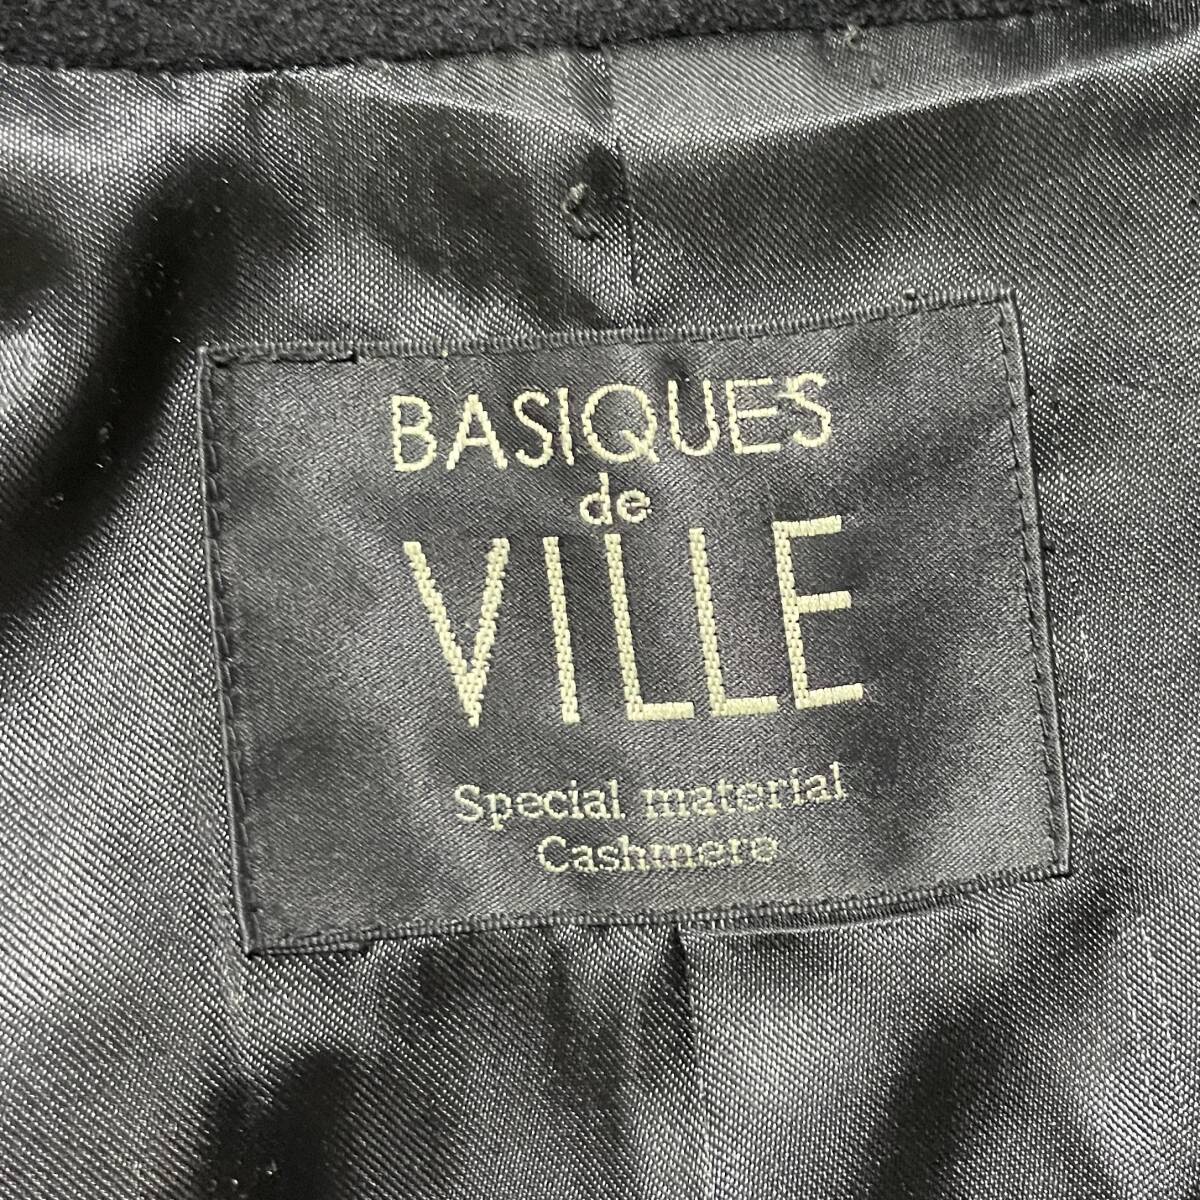 BASIQUES
de
VILLE
Special material
Cashmere